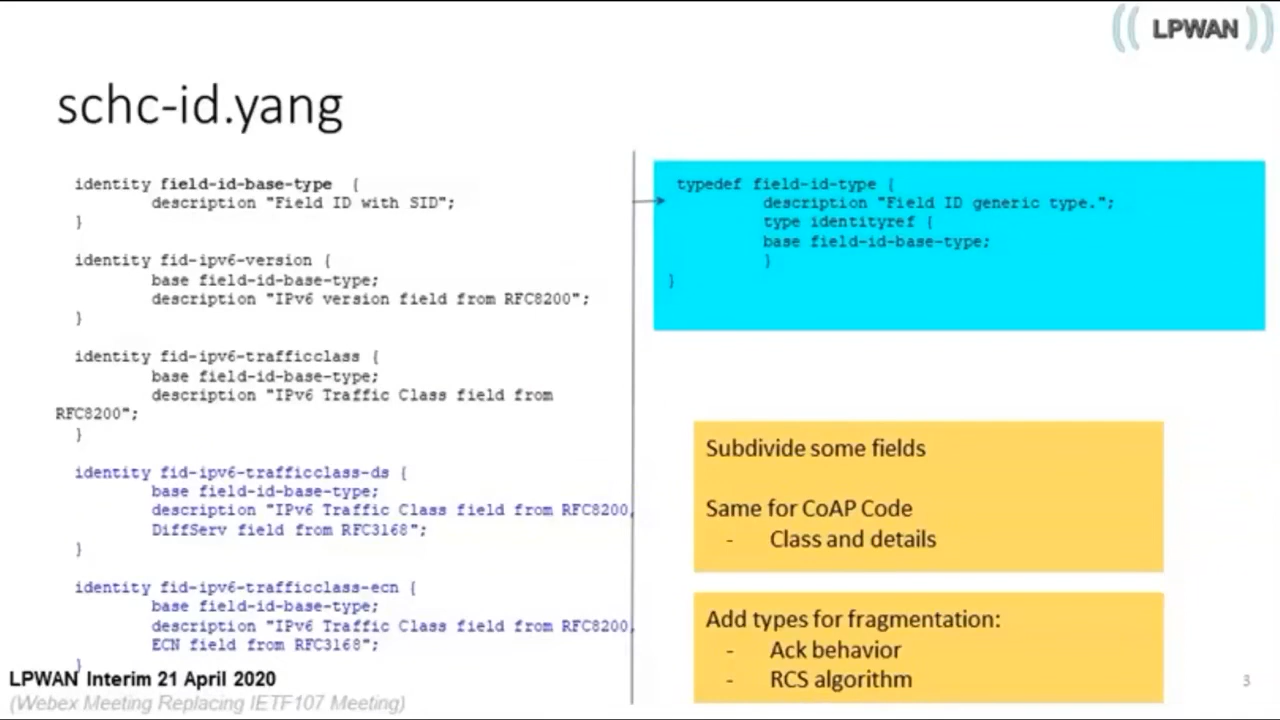 LPWAN
schc-id.yang
identity field-id-base-type {
description "Field ID with SID";
}
identity fid-ipv6-version {
base field-id-base-type;
description "IPv6 version field from RFC8200";
}
identity fid-ipv6-trafficclass {
base field-id-base-type;
description "IPv6 Traffic Class field from
RFC8200";
}
identity fid-ipv6-trafficclass-ds {
base field-id-base-type;
description "IPv6 Traffic Class field from RFC8200,
DiffServ field from RFC3168";
}
identity fid-ipv6-trafficclass-ecn {
base field-id-base-type;
description "IPv6 Traffic Class field from RFC8200,
ECN field from RFC3168";
}
typedef field-id-type {
description "Field ID generic type.";
type identityref {
base field-id-base-type;
}
}
Subdivide some fields
Same for CoAP Code
- Class and details
Add types for fragmentation:
- Ack behavior
- RCS algorithm
LPWAN Interim 21 April 2020
(Webex Meeting Replacing IETF107 Meeting)
3